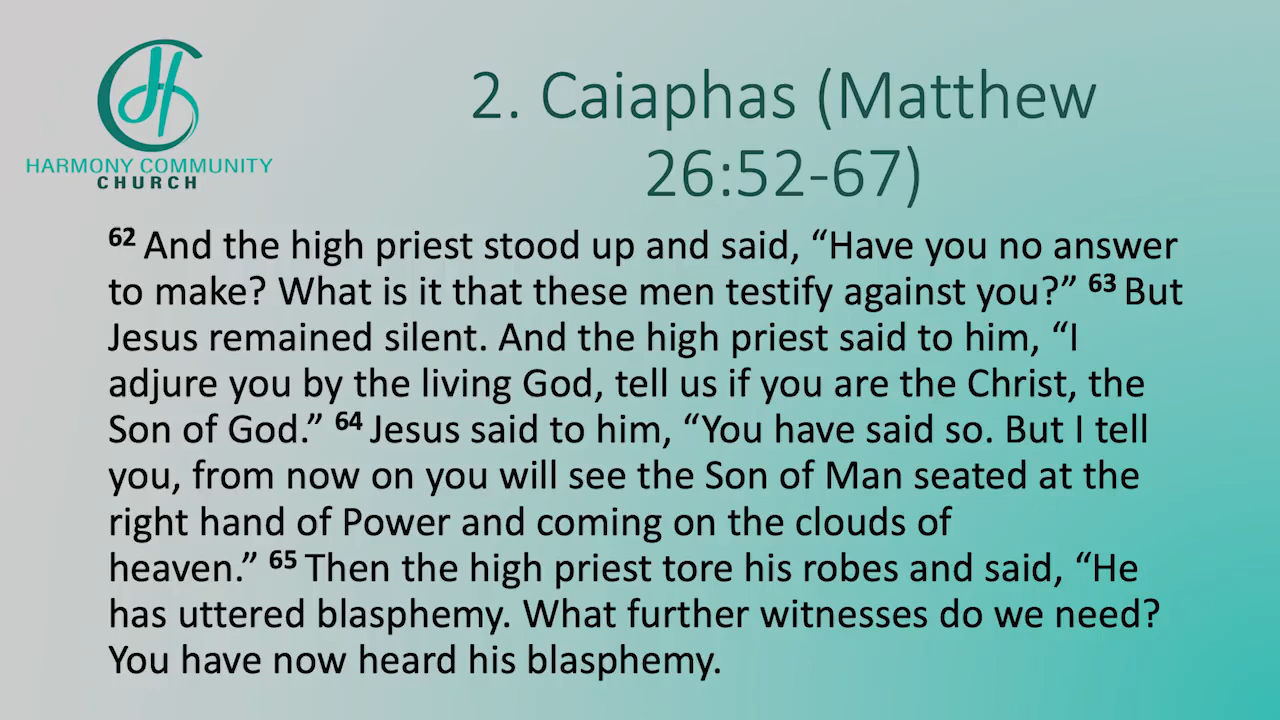 HARMONY COMMUNITY
CHURCH
2. Caiaphas (Matthew
26:52-67)
62 And the high priest stood up and said, “Have you no answer
to make? What is it that these men testify against you?” 63 But
Jesus remained silent. And the high priest said to him, “I
adjure you by the living God, tell us if you are the Christ, the
Son of God.” 64 Jesus said to him, “You have said so. But I tell
you, from now on you will see the Son of Man seated at the
right hand of Power and coming on the clouds of
heaven.” 65 Then the high priest tore his robes and said, “He
has uttered blasphemy. What further witnesses do we need?
You have now heard his blasphemy.